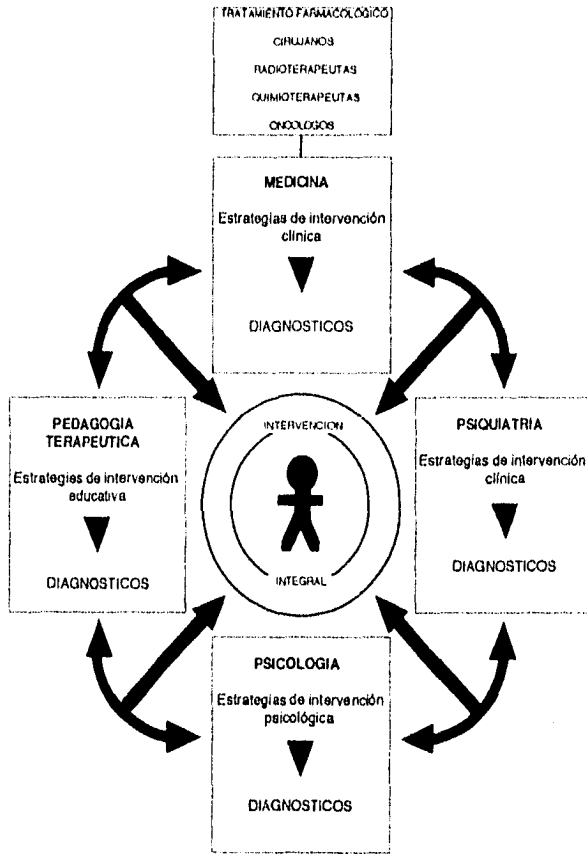 TRATAMIENTO FARMACOLOGICO
CIRUJANOS
RADIOTERAPEUTAS
QUIMIOTERAPEUTAS
ONCOLOGOS
MEDICINA
Estrategias de intervención
clínica
DIAGNOSTICOS
PEDAGOGIA
TERAPEUTICA
Estrategias de intervención
educativa
DIAGNOSTICOS
INTERVENCION
INTEGRAL
PSIQUIATRIA
Estrategias de intervención
clínica
DIAGNOSTICOS
PSICOLOGIA
Estrategias de intervención
psicológica
DIAGNOSTICOS